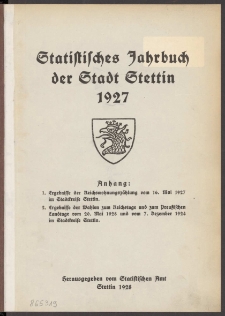 Statistisches Jahrbuch
der Stadt Stettin
1927
Anhang:
1. Ergebnisse der Reichswohnungszählung vom 16. Mai 1927
im Stadtkreise Stettin.
2. Ergebnisse der Wahlen zum Reichstage und zum Preußischen
Landtage vom 20. Mai 1928 und vom 7. Dezember 1924
im Stadtkreise Stettin.
Herausgegeben vom Statistischen Amt
Stettin 1928